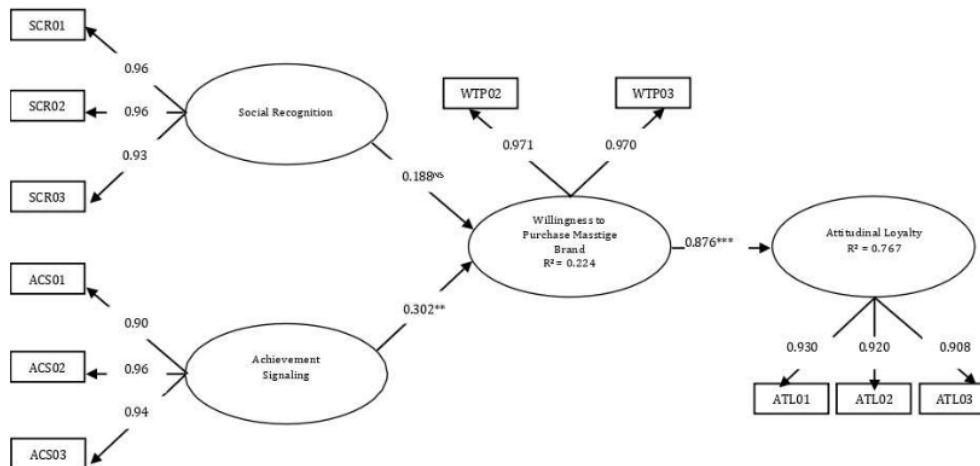 SCR01
0.96
SCR02
0.96
0.93
SCR03
Social Recognition
WTP02
WTP03
0.971
0.970
0.188ᴺˢ
Willingness to
Purchase Masstige
Brand
R² = 0.224
0.876***
Attitudinal Loyalty
R² = 0.767
ACS01
0.90
ACS02
0.96
0.94
ACS03
Achievement
Signaling
0.302**
0.930
0.920
0.908
ATL01
ATL02
ATL03